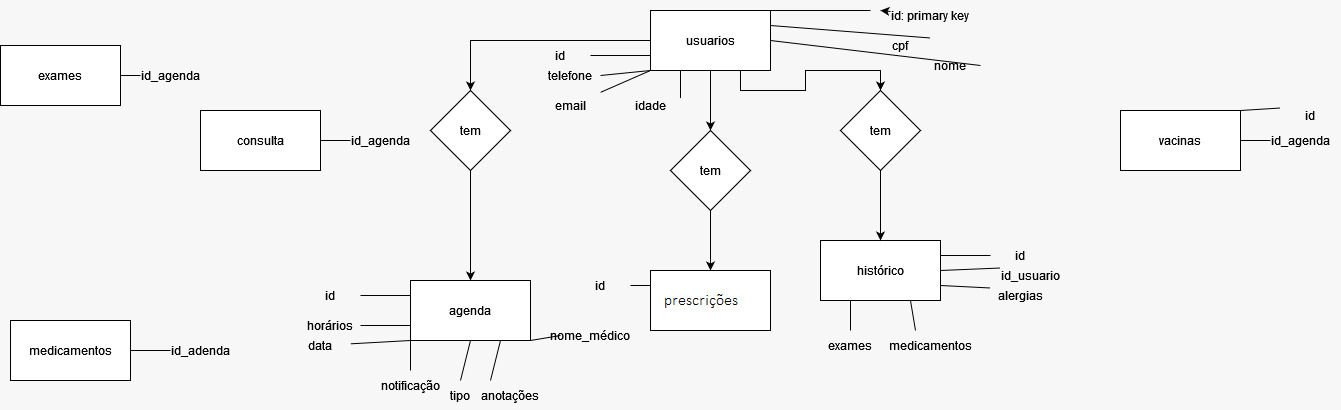 id: primary key
usuarios
cpf
id
nome
exames
id_agenda
telefone
email
idade
id
consulta
id_agenda
tem
tem
vacinas
id_agenda
tem
id
histórico
id_usuario
id
prescrições
alergias
id
agenda
horários
nome_médico
data
exames
medicamentos
medicamentos
id_adenda
notificação
tipo
anotações